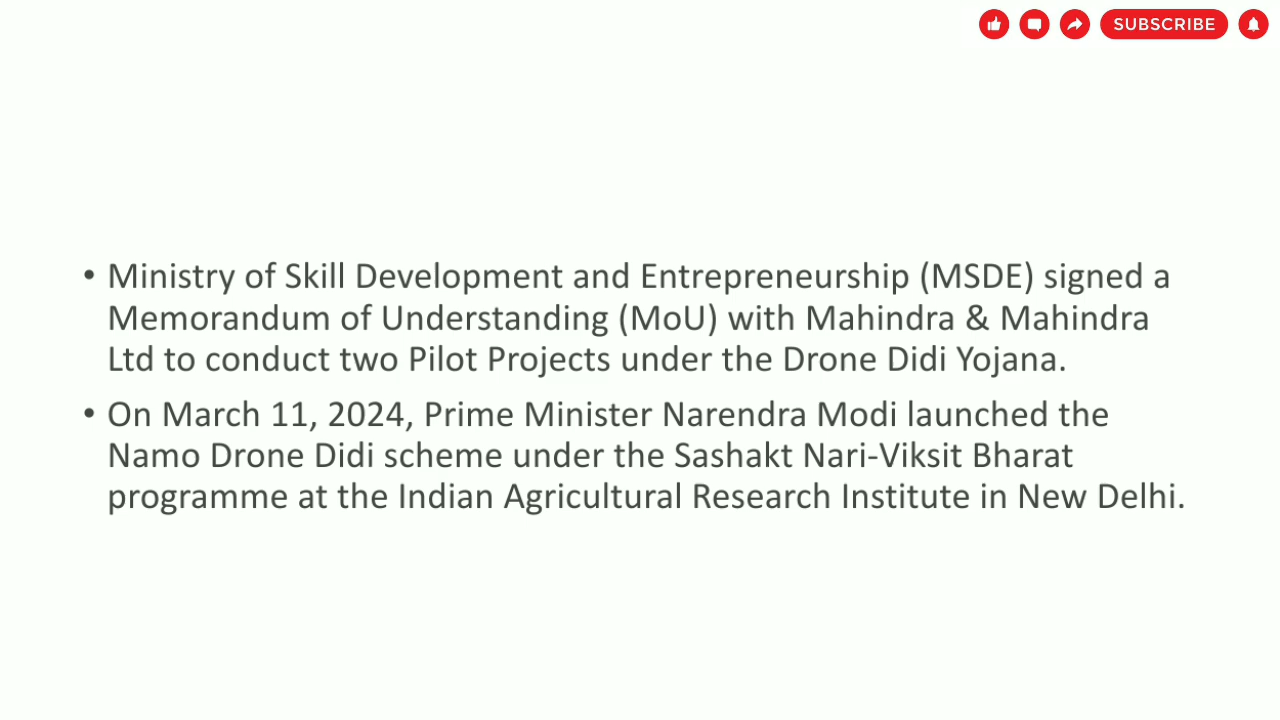 SUBSCRIBE
• Ministry of Skill Development and Entrepreneurship (MSDE) signed a
Memorandum of Understanding (MoU) with Mahindra & Mahindra
Ltd to conduct two Pilot Projects under the Drone Didi Yojana.
• On March 11, 2024, Prime Minister Narendra Modi launched the
Namo Drone Didi scheme under the Sashakt Nari-Viksit Bharat
programme at the Indian Agricultural Research Institute in New Delhi.